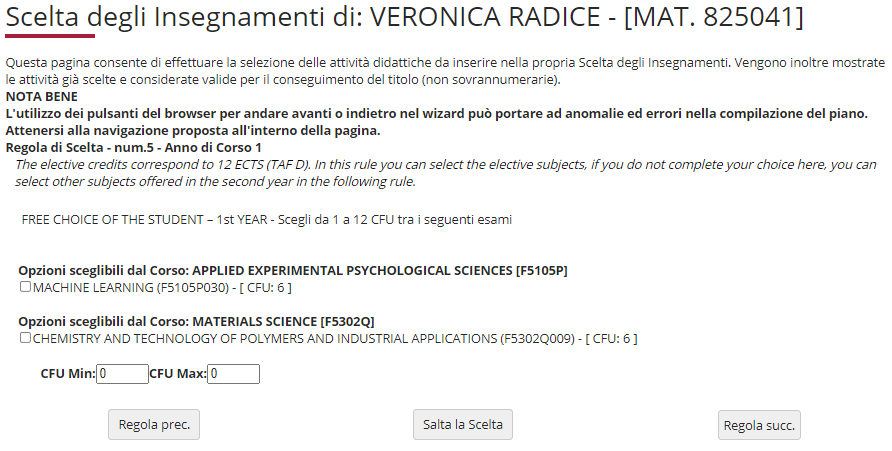 Scelta degli Insegnamenti di: VERONICA RADICE - [MAT. 825041]
Questa pagina consente di effettuare la selezione delle attività didattiche da inserire nella propria Scelta degli Insegnamenti. Vengono inoltre mostrate
le attività già scelte e considerate valide per il conseguimento del titolo (non sovrannumerarie).
NOTA BENE
L'utilizzo dei pulsanti del browser per andare avanti o indietro nel wizard può portare ad anomalie ed errori nella compilazione del piano.
Attenersi alla navigazione proposta all'interno della pagina.
Regola di Scelta - num.5 - Anno di Corso 1
The elective credits correspond to 12 ECTS (TAF D). In this rule you can select the elective subjects, if you do not complete your choice here, you can
select other subjects offered in the second year in the following rule.
FREE CHOICE OF THE STUDENT – 1st YEAR - Scegli da 1 a 12 CFU tra i seguenti esami
Opzioni sceglibili dal Corso: APPLIED EXPERIMENTAL PSYCHOLOGICAL SCIENCES [F5105P]
MACHINE LEARNING (F5105P030) - [ CFU: 6 ]
Opzioni sceglibili dal Corso: MATERIALS SCIENCE [F5302Q]
CHEMISTRY AND TECHNOLOGY OF POLYMERS AND INDUSTRIAL APPLICATIONS (F5302Q009) - [ CFU: 6 ]
CFU Min: 0 CFU Max: 0
Regola prec. Salta la Scelta Regola succ.